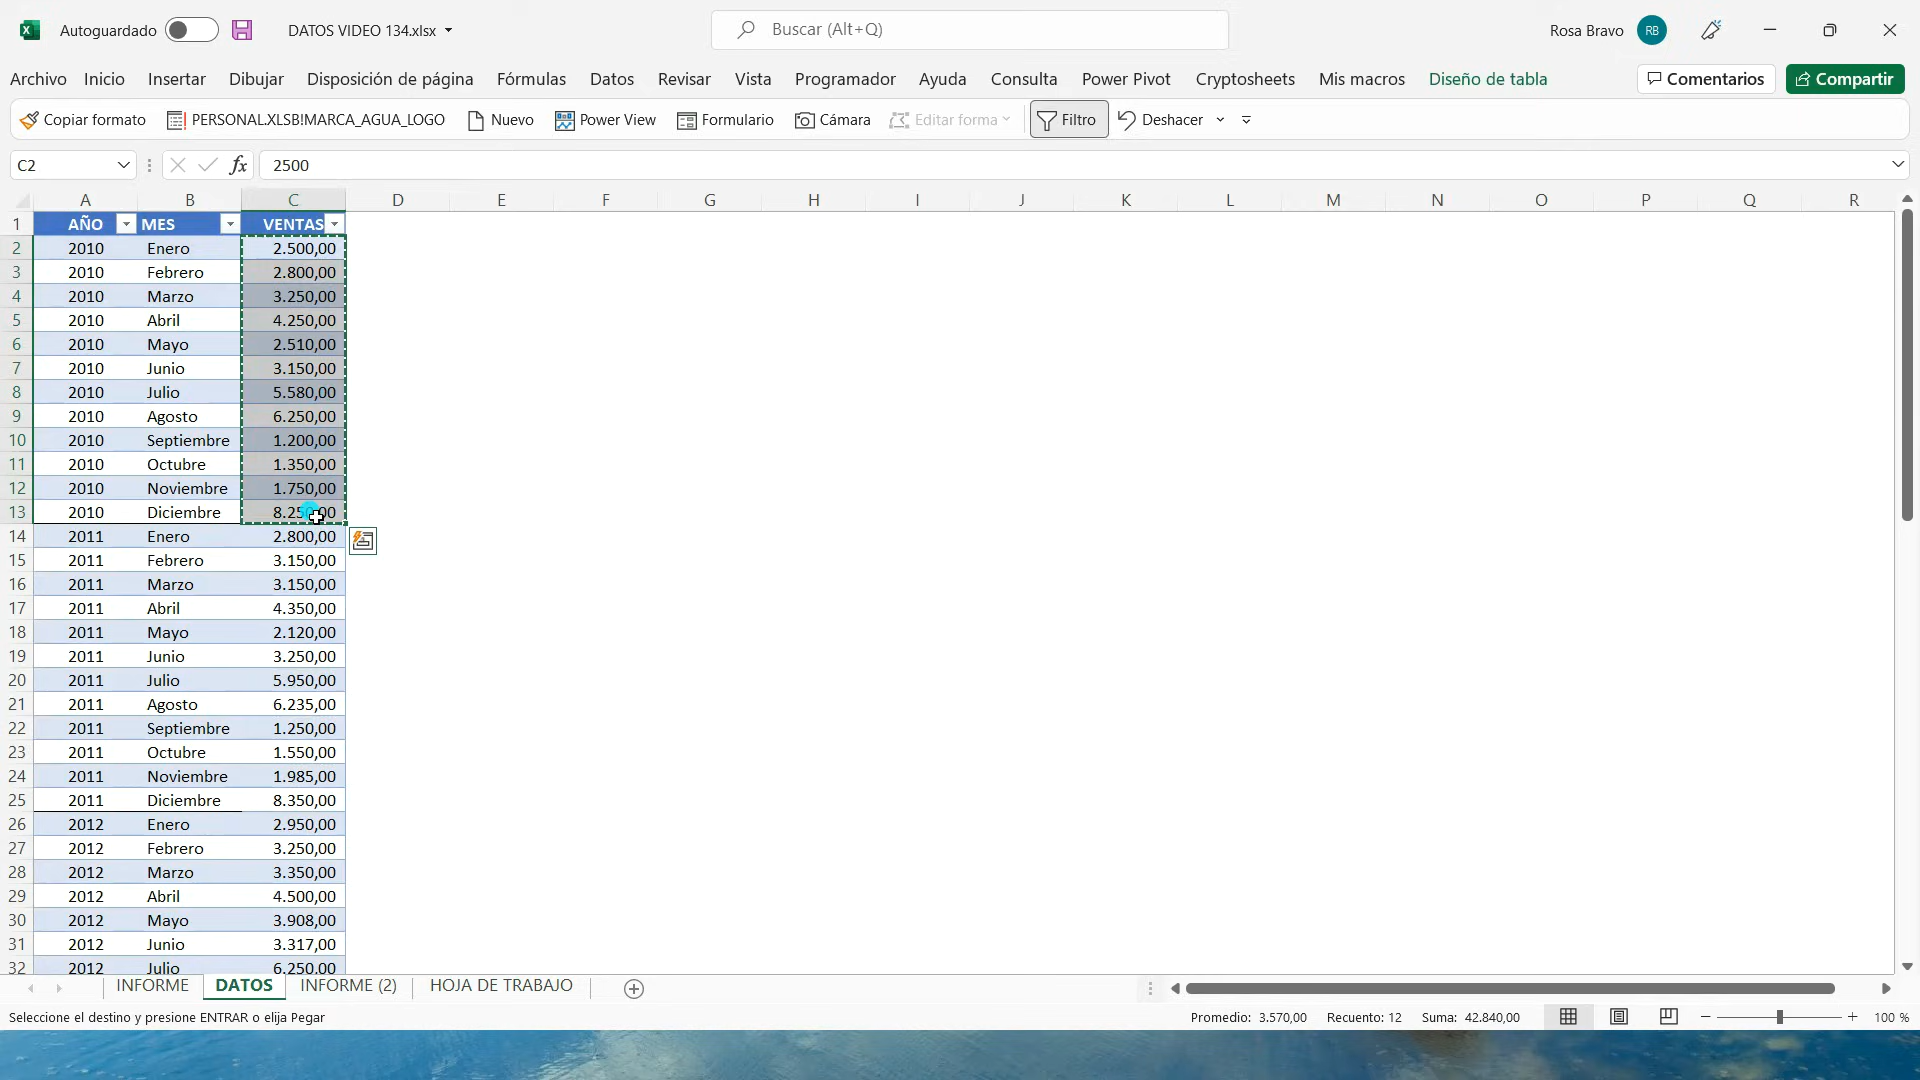 Autoguardado DATOS VIDEO 134.xlsx Buscar (Alt+Q) Rosa Bravo RB
Archivo Inicio Insertar Dibujar Disposición de página Fórmulas Datos Revisar Vista Programador Ayuda Consulta Power Pivot Cryptosheets Mis macros Diseño de tabla Comentarios Compartir
Copiar formato PERSONAL.XLSB!MARCA_AGUA_LOGO Nuevo Power View Formulario Cámara Editar forma Filtro Deshacer
C2 fx 2500
A B C D E F G H I J K L M N O P Q R
1 AÑO MES VENTAS
2 2010 Enero 2.500,00
3 2010 Febrero 2.800,00
4 2010 Marzo 3.250,00
5 2010 Abril 4.250,00
6 2010 Mayo 2.510,00
7 2010 Junio 3.150,00
8 2010 Julio 5.580,00
9 2010 Agosto 6.250,00
10 2010 Septiembre 1.200,00
11 2010 Octubre 1.350,00
12 2010 Noviembre 1.750,00
13 2010 Diciembre 8.250,00
14 2011 Enero 2.800,00
15 2011 Febrero 3.150,00
16 2011 Marzo 3.150,00
17 2011 Abril 4.350,00
18 2011 Mayo 2.120,00
19 2011 Junio 3.250,00
20 2011 Julio 5.950,00
21 2011 Agosto 6.235,00
22 2011 Septiembre 1.250,00
23 2011 Octubre 1.550,00
24 2011 Noviembre 1.985,00
25 2011 Diciembre 8.350,00
26 2012 Enero 2.950,00
27 2012 Febrero 3.250,00
28 2012 Marzo 3.350,00
29 2012 Abril 4.500,00
30 2012 Mayo 3.908,00
31 2012 Junio 3.317,00
32 2012 Julio 6.250,00
INFORME DATOS INFORME (2) HOJA DE TRABAJO
Seleccione el destino y presione ENTRAR o elija Pegar Promedio: 3.570,00 Recuento: 12 Suma: 42.840,00 100 %